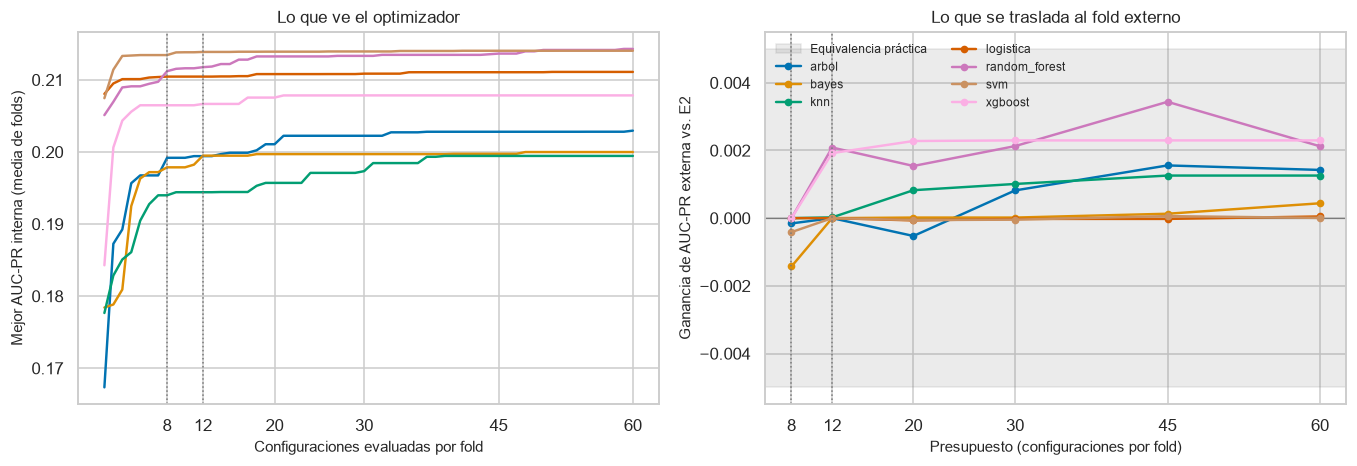 Lo que ve el optimizador
Mejor AUC-PR interna (media de folds)
0.21
0.20
0.19
0.18
0.17
8
12
20
30
45
60
Configuraciones evaluadas por fold
Lo que se traslada al fold externo
Ganancia de AUC-PR externa vs. E2
Equivalencia práctica
arbol
bayes
knn
logistica
random_forest
svm
xgboost
0.004
0.002
0.000
−0.002
−0.004
8
12
20
30
45
60
Presupuesto (configuraciones por fold)